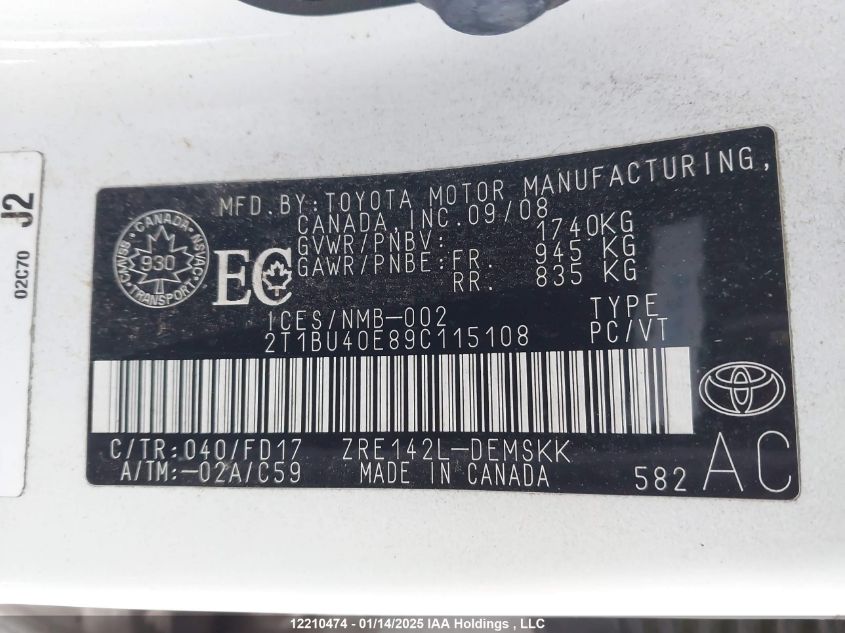 J2
02C70
MFD.BY:TOYOTA MOTOR MANUFACTURING,
CANADA,INC.09/08
GVWR/PNBV: 1740KG
GAWR/PNBE:FR. 945 KG
RR. 835 KG
CANADA
930
TRANSPORT
EC
ICES/NMB-002
TYPE
2T1BU40E89C115108
PC/VT
C/TR:040/FD17 ZRE142L-DEMSKK
A/TM:-02A/C59 MADE IN CANADA
582 AC
12210474 - 01/14/2025 IAA Holdings , LLC